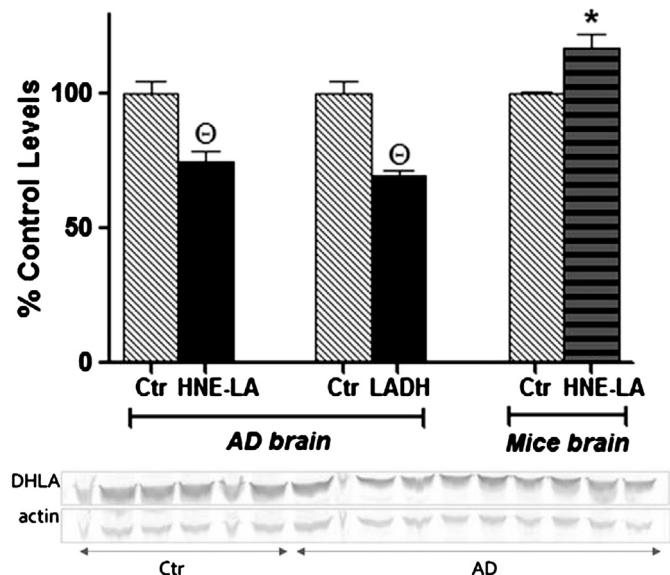 *
Θ
Θ
% Control Levels
100
50
0
Ctr HNE-LA Ctr LADH Ctr HNE-LA
AD brain Mice brain
DHLA
actin
Ctr AD